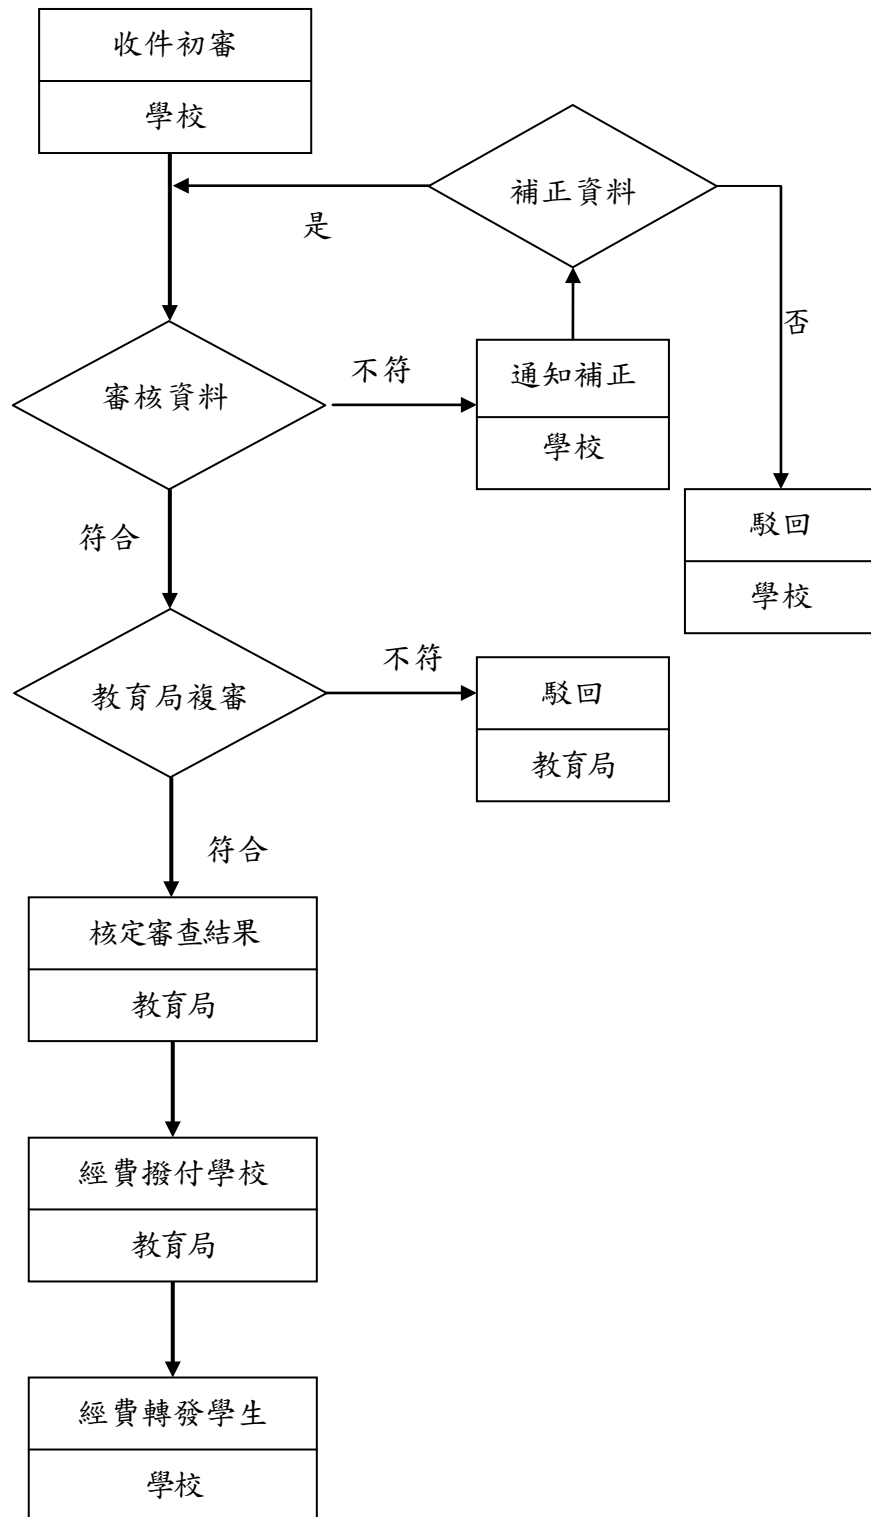 收件初審
學校
補正資料
是
否
審核資料
不符
通知補正
學校
駁回
學校
符合
教育局複審
不符
駁回
教育局
符合
核定審查結果
教育局
經費撥付學校
教育局
經費轉發學生
學校